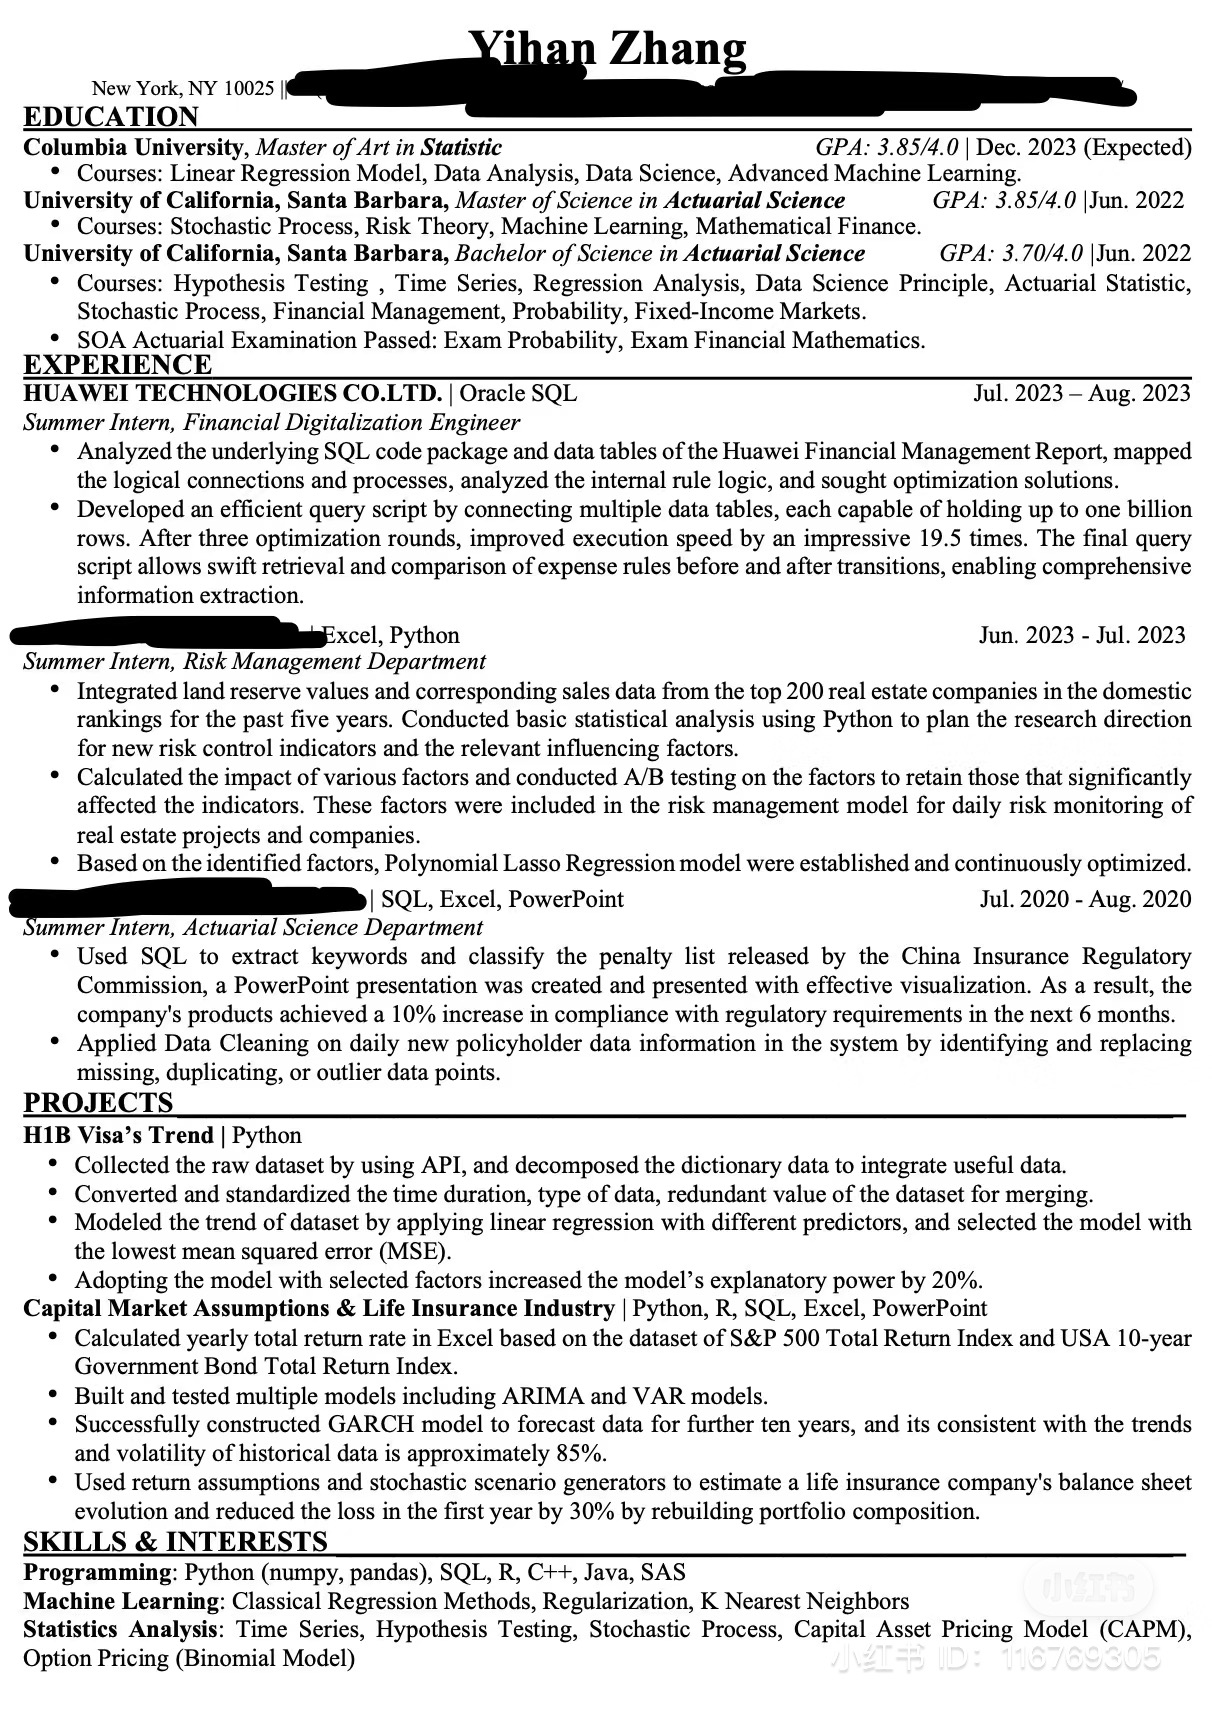 Yihan Zhang
New York, NY 10025 ||
EDUCATION
Columbia University, Master of Art in Statistic GPA: 3.85/4.0 | Dec. 2023 (Expected)
• Courses: Linear Regression Model, Data Analysis, Data Science, Advanced Machine Learning.
University of California, Santa Barbara, Master of Science in Actuarial Science GPA: 3.85/4.0 |Jun. 2022
• Courses: Stochastic Process, Risk Theory, Machine Learning, Mathematical Finance.
University of California, Santa Barbara, Bachelor of Science in Actuarial Science GPA: 3.70/4.0 |Jun. 2022
• Courses: Hypothesis Testing , Time Series, Regression Analysis, Data Science Principle, Actuarial Statistic,
Stochastic Process, Financial Management, Probability, Fixed-Income Markets.
• SOA Actuarial Examination Passed: Exam Probability, Exam Financial Mathematics.
EXPERIENCE
HUAWEI TECHNOLOGIES CO.LTD. | Oracle SQL Jul. 2023 – Aug. 2023
Summer Intern, Financial Digitalization Engineer
• Analyzed the underlying SQL code package and data tables of the Huawei Financial Management Report, mapped
the logical connections and processes, analyzed the internal rule logic, and sought optimization solutions.
• Developed an efficient query script by connecting multiple data tables, each capable of holding up to one billion
rows. After three optimization rounds, improved execution speed by an impressive 19.5 times. The final query
script allows swift retrieval and comparison of expense rules before and after transitions, enabling comprehensive
information extraction.
| Excel, Python Jun. 2023 - Jul. 2023
Summer Intern, Risk Management Department
• Integrated land reserve values and corresponding sales data from the top 200 real estate companies in the domestic
rankings for the past five years. Conducted basic statistical analysis using Python to plan the research direction
for new risk control indicators and the relevant influencing factors.
• Calculated the impact of various factors and conducted A/B testing on the factors to retain those that significantly
affected the indicators. These factors were included in the risk management model for daily risk monitoring of
real estate projects and companies.
• Based on the identified factors, Polynomial Lasso Regression model were established and continuously optimized.
| SQL, Excel, PowerPoint Jul. 2020 - Aug. 2020
Summer Intern, Actuarial Science Department
• Used SQL to extract keywords and classify the penalty list released by the China Insurance Regulatory
Commission, a PowerPoint presentation was created and presented with effective visualization. As a result, the
company's products achieved a 10% increase in compliance with regulatory requirements in the next 6 months.
• Applied Data Cleaning on daily new policyholder data information in the system by identifying and replacing
missing, duplicating, or outlier data points.
PROJECTS
H1B Visa’s Trend | Python
• Collected the raw dataset by using API, and decomposed the dictionary data to integrate useful data.
• Converted and standardized the time duration, type of data, redundant value of the dataset for merging.
• Modeled the trend of dataset by applying linear regression with different predictors, and selected the model with
the lowest mean squared error (MSE).
• Adopting the model with selected factors increased the model’s explanatory power by 20%.
Capital Market Assumptions & Life Insurance Industry | Python, R, SQL, Excel, PowerPoint
• Calculated yearly total return rate in Excel based on the dataset of S&P 500 Total Return Index and USA 10-year
Government Bond Total Return Index.
• Built and tested multiple models including ARIMA and VAR models.
• Successfully constructed GARCH model to forecast data for further ten years, and its consistent with the trends
and volatility of historical data is approximately 85%.
• Used return assumptions and stochastic scenario generators to estimate a life insurance company's balance sheet
evolution and reduced the loss in the first year by 30% by rebuilding portfolio composition.
SKILLS & INTERESTS
Programming: Python (numpy, pandas), SQL, R, C++, Java, SAS
小红书
Machine Learning: Classical Regression Methods, Regularization, K Nearest Neighbors
Statistics Analysis: Time Series, Hypothesis Testing, Stochastic Process, Capital Asset Pricing Model (CAPM),
Option Pricing (Binomial Model)
小红书 ID: 116769305